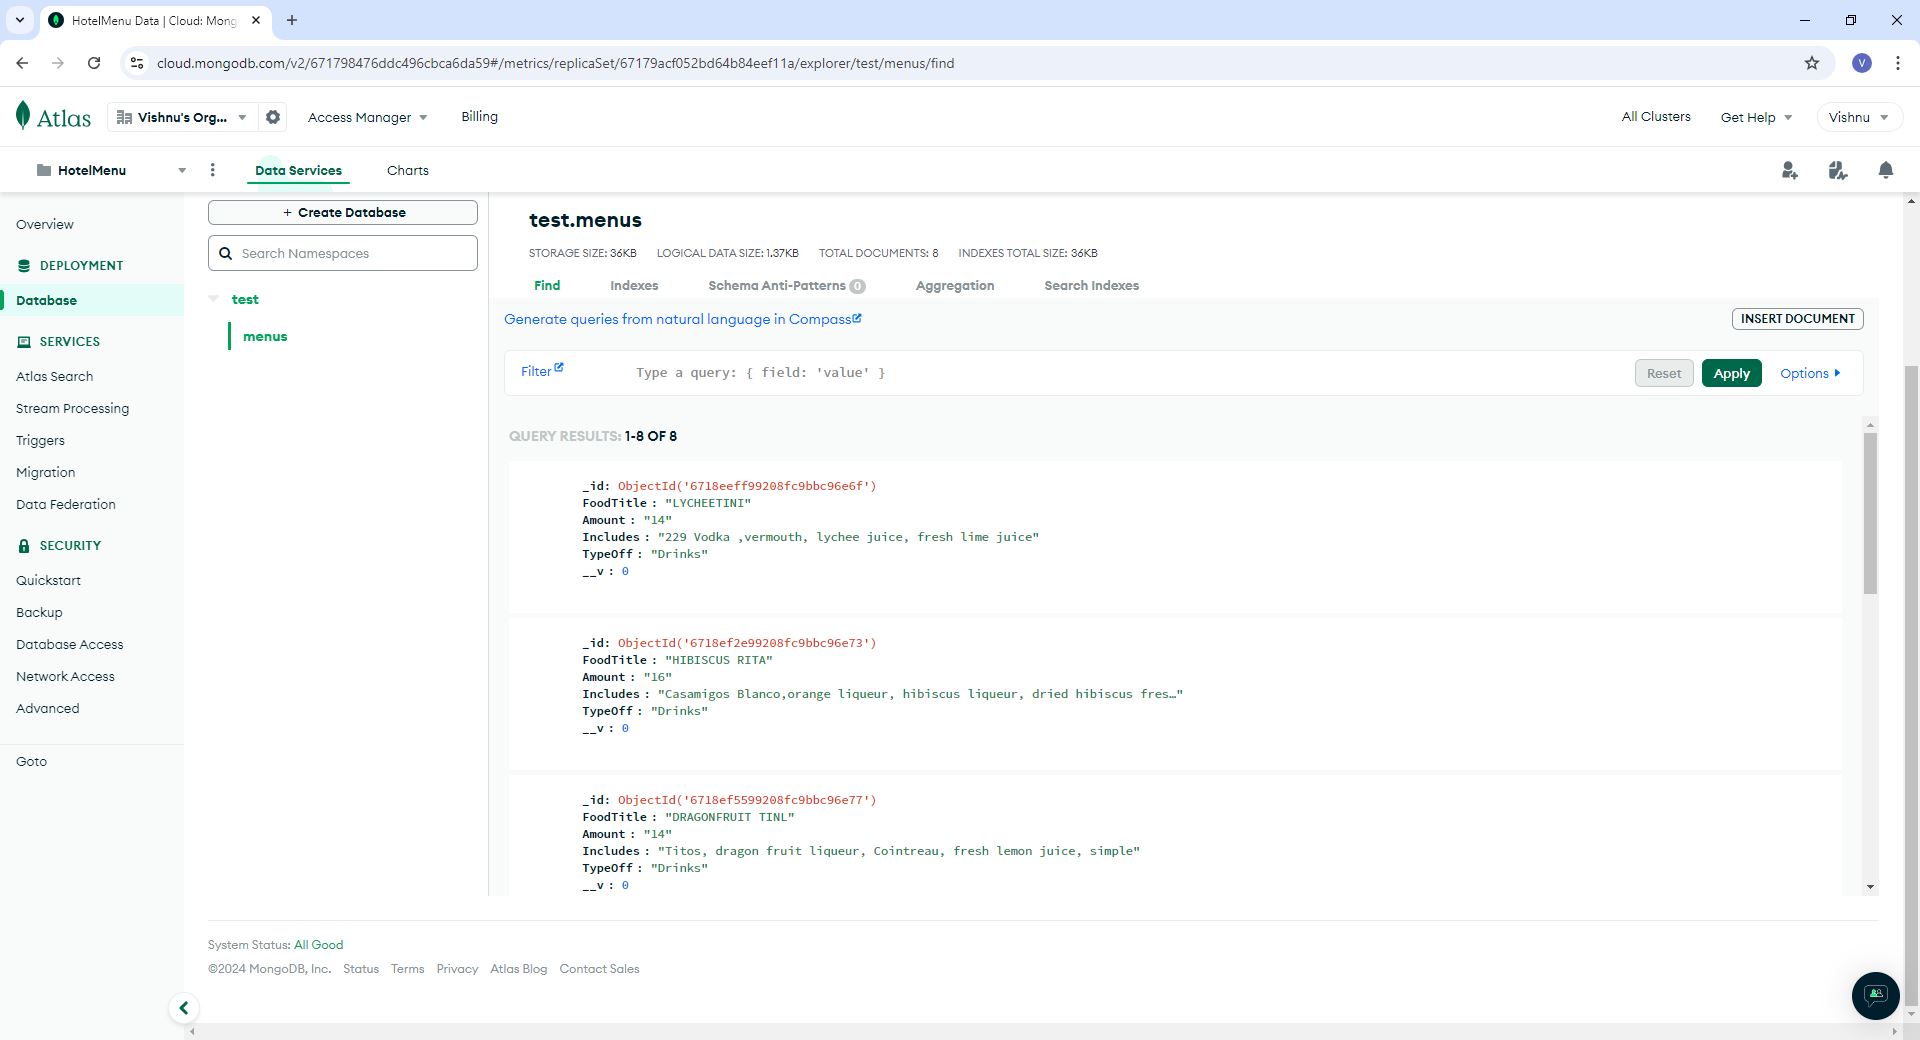 HotelMenu Data | Cloud: Mong
cloud.mongodb.com/v2/671798476ddc496cbca6da59#/metrics/replicaSet/67179acf052bd64b84eef11a/explorer/test/menus/find
V
Atlas
Vishnu's Org...
Access Manager
Billing
All Clusters
Get Help
Vishnu
HotelMenu
Data Services
Charts
Overview
DEPLOYMENT
Database
SERVICES
Atlas Search
Stream Processing
Triggers
Migration
Data Federation
SECURITY
Quickstart
Backup
Database Access
Network Access
Advanced
Goto
+ Create Database
Search Namespaces
test
menus
test.menus
STORAGE SIZE: 36KB LOGICAL DATA SIZE: 1.37KB TOTAL DOCUMENTS: 8 INDEXES TOTAL SIZE: 36KB
Find Indexes Schema Anti-Patterns 0 Aggregation Search Indexes
Generate queries from natural language in Compass
INSERT DOCUMENT
Filter Type a query: { field: 'value' } Reset Apply Options
QUERY RESULTS: 1-8 OF 8
_id: ObjectId('6718eeff99208fc9bbc96e6f')
FoodTitle : "LYCHEETINI"
Amount : "14"
Includes : "229 Vodka ,vermouth, lychee juice, fresh lime juice"
TypeOff : "Drinks"
__v : 0
_id: ObjectId('6718ef2e99208fc9bbc96e73')
FoodTitle : "HIBISCUS RITA"
Amount : "16"
Includes : "Casamigos Blanco,orange liqueur, hibiscus liqueur, dried hibiscus fres…"
TypeOff : "Drinks"
__v : 0
_id: ObjectId('6718ef5599208fc9bbc96e77')
FoodTitle : "DRAGONFRUIT TINL"
Amount : "14"
Includes : "Titos, dragon fruit liqueur, Cointreau, fresh lemon juice, simple"
TypeOff : "Drinks"
__v : 0
System Status: All Good
©2024 MongoDB, Inc. Status Terms Privacy Atlas Blog Contact Sales